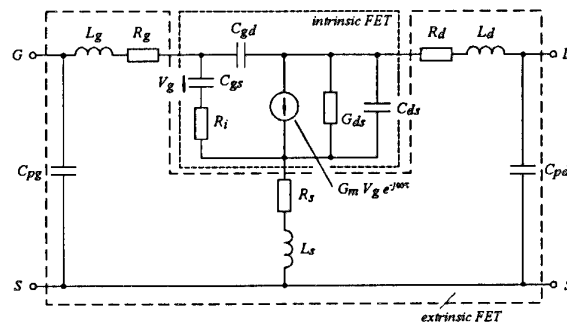 Lg Rg Cgd intrinsic FET Rd Ld
G
Vg Cgs
Ri Gds Cds
Cpg Gm Vg e-jωτ Cpd
Rs
Ls
S S
extrinsic FET